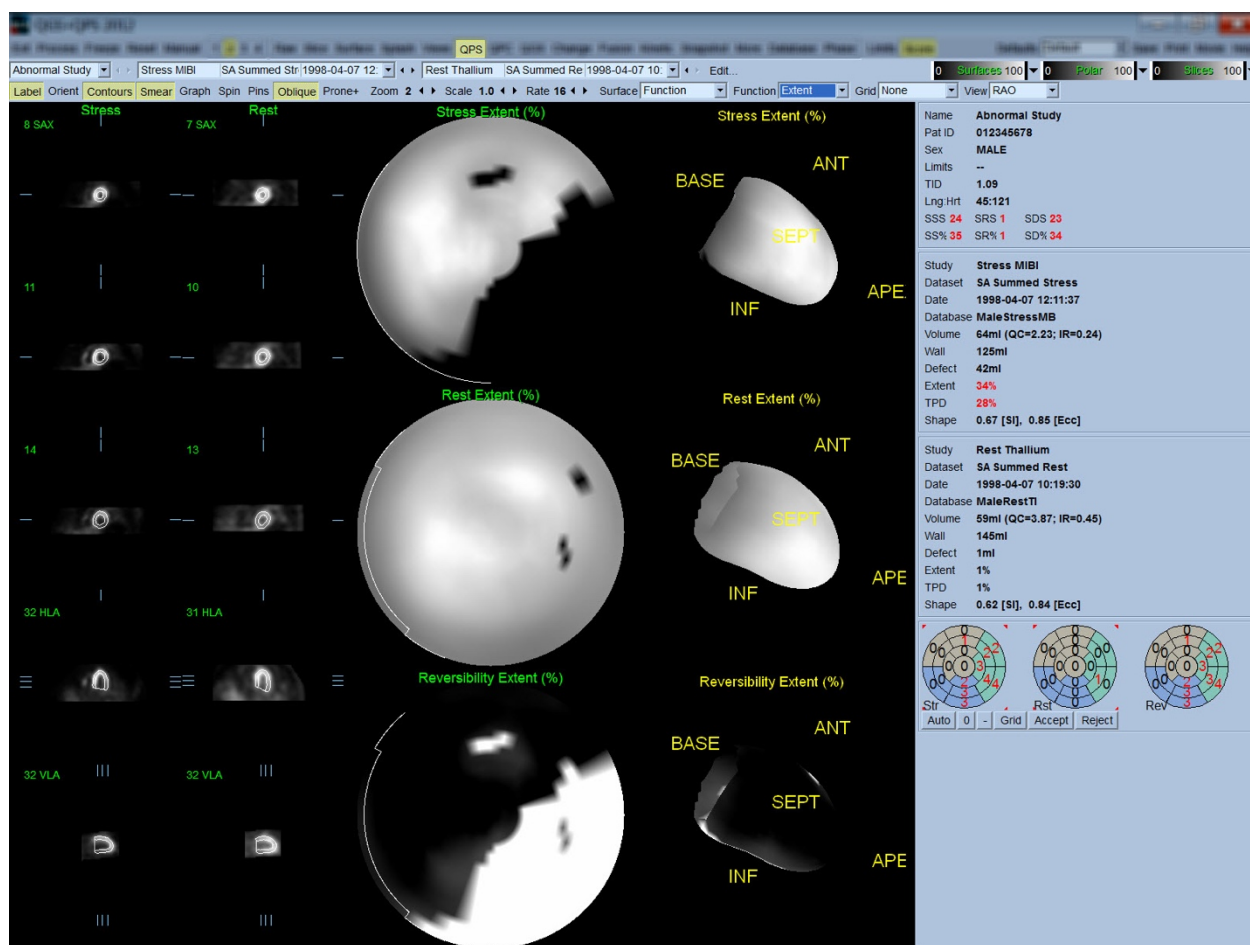 QGS+QPS 2012
QPS
Abnormal Study Stress MIBI SA Summed Str 1998-04-07 12: Rest Thallium SA Summed Re 1998-04-07 10: Edit... 0 Surfaces 100 0 Polar 100 0 Slices 100
Label Orient Contours Smear Graph Spin Pins Oblique Prone+ Zoom 2 Scale 1.0 Rate 16 Surface Function Function Extent Grid None View RAO
Stress Rest
8 SAX 7 SAX
11 10
14 13
32 HLA 31 HLA
32 VLA 32 VLA
Stress Extent (%)
Rest Extent (%)
Reversibility Extent (%)
Stress Extent (%)
ANT
BASE
SEPT
APE.
INF
Rest Extent (%)
ANT
BASE
SEPT
APE
INF
Reversibility Extent (%)
ANT
BASE
SEPT
APE
INF
Name Abnormal Study
Pat ID 012345678
Sex MALE
Limits --
TID 1.09
Lng:Hrt 45:121
SSS 24 SRS 1 SDS 23
SS% 35 SR% 1 SD% 34
Study Stress MIBI
Dataset SA Summed Stress
Date 1998-04-07 12:11:37
Database MaleStressMB
Volume 64ml (QC=2.23; IR=0.24)
Wall 125ml
Defect 42ml
Extent 34%
TPD 28%
Shape 0.67 [SI], 0.85 [Ecc]
Study Rest Thallium
Dataset SA Summed Rest
Date 1998-04-07 10:19:30
Database MaleRestTl
Volume 59ml (QC=3.87; IR=0.45)
Wall 145ml
Defect 1ml
Extent 1%
TPD 1%
Shape 0.62 [SI], 0.84 [Ecc]
Str Rst Rev
Auto 0 - Grid Accept Reject